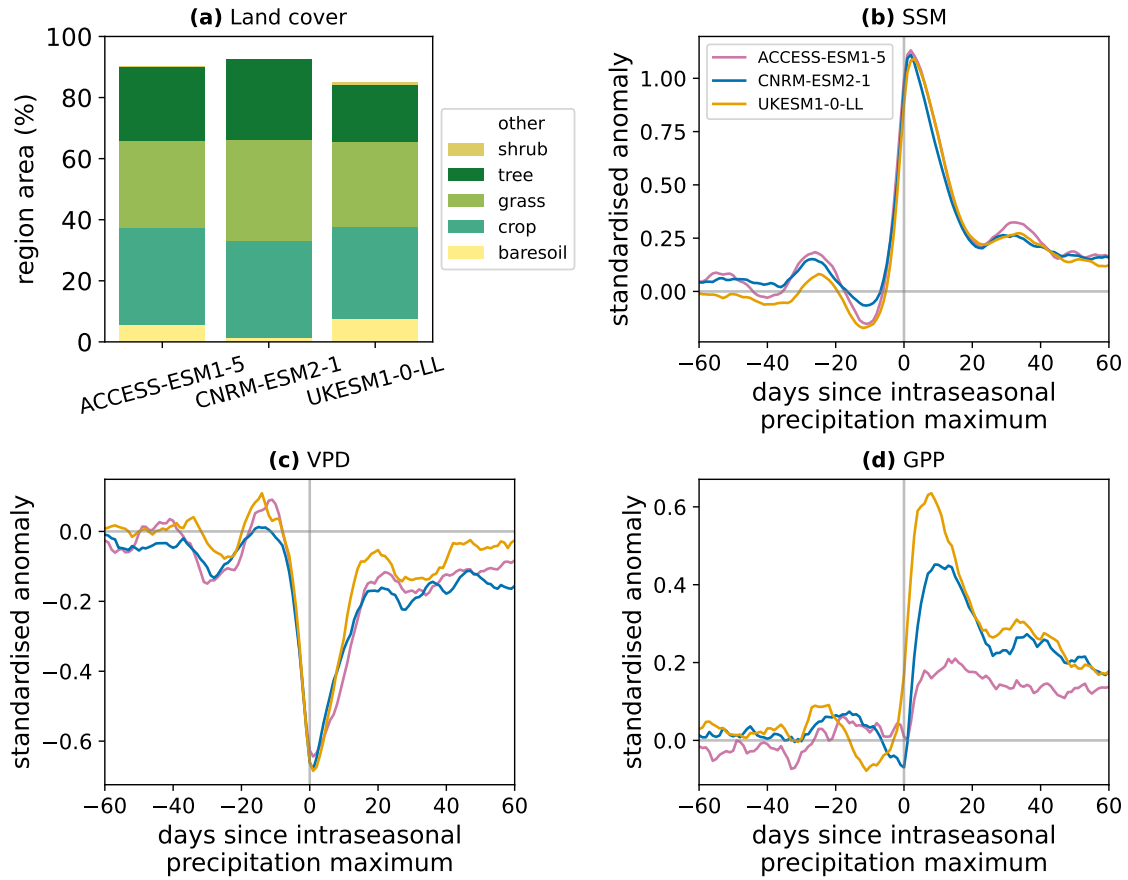 (a) Land cover
100
80
60
40
20
0
region area (%)
ACCESS-ESM1-5
CNRM-ESM2-1
UKESM1-0-LL
other
shrub
tree
grass
crop
baresoil
(b) SSM
ACCESS-ESM1-5
CNRM-ESM2-1
UKESM1-0-LL
1.00
0.75
0.50
0.25
0.00
standardised anomaly
−60 −40 −20 0 20 40 60
days since intraseasonal
precipitation maximum
(c) VPD
0.0
−0.2
−0.4
−0.6
standardised anomaly
−60 −40 −20 0 20 40 60
days since intraseasonal
precipitation maximum
(d) GPP
0.6
0.4
0.2
0.0
standardised anomaly
−60 −40 −20 0 20 40 60
days since intraseasonal
precipitation maximum